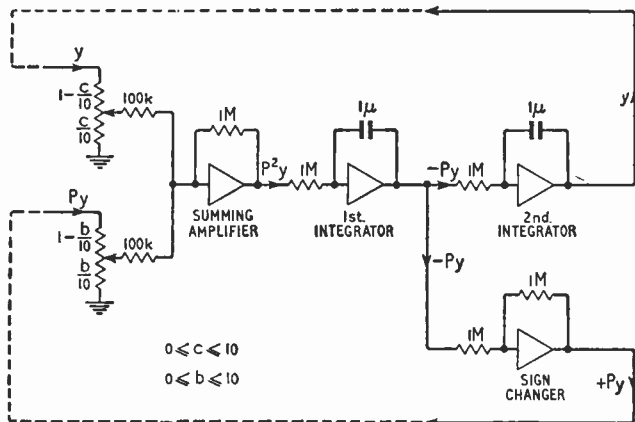 y
1-c/10
c/10
100k
1M
P²y
1M
1μ
-Py
1M
1μ
y
SUMMING
AMPLIFIER
1st.
INTEGRATOR
2nd.
INTEGRATOR
Py
1-b/10
b/10
100k
-Py
1M
1M
0⩽c⩽10
0⩽b⩽10
SIGN
CHANGER
+Py